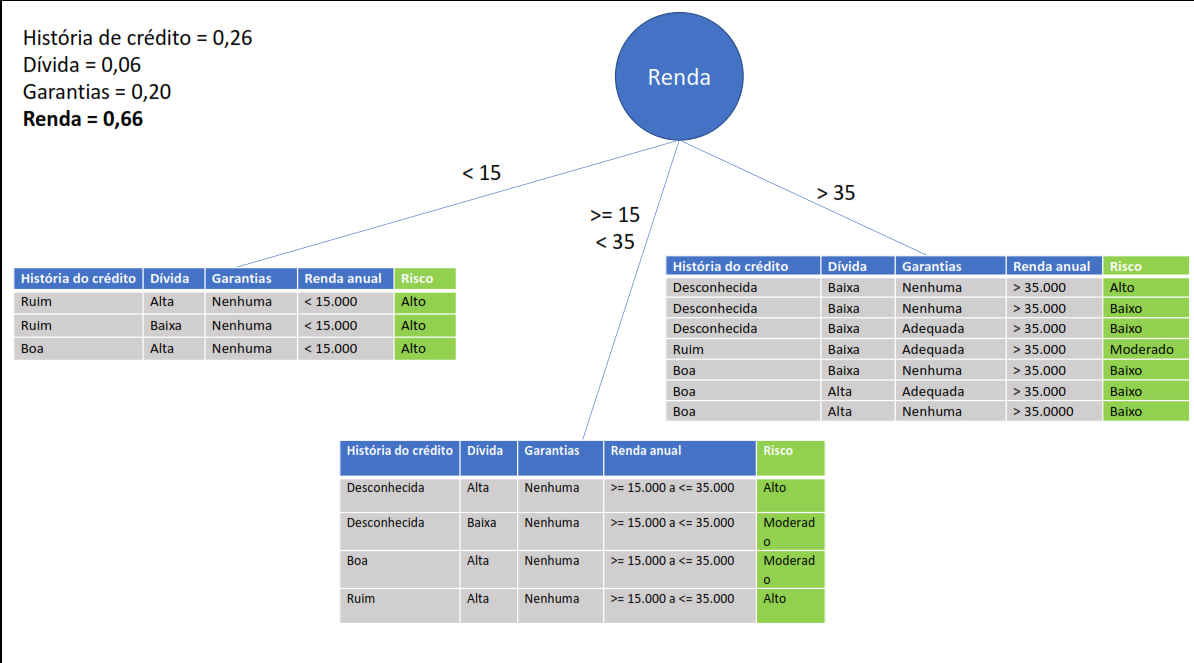 História de crédito = 0,26
Dívida = 0,06
Garantias = 0,20
Renda = 0,66
Renda
< 15
>= 15
< 35
> 35
História do crédito Dívida Garantias Renda anual Risco
Ruim Alta Nenhuma < 15.000 Alto
Ruim Baixa Nenhuma < 15.000 Alto
Boa Alta Nenhuma < 15.000 Alto
História do crédito Dívida Garantias Renda anual Risco
Desconhecida Baixa Nenhuma > 35.000 Alto
Desconhecida Baixa Nenhuma > 35.000 Baixo
Desconhecida Baixa Adequada > 35.000 Baixo
Ruim Baixa Adequada > 35.000 Moderado
Boa Baixa Nenhuma > 35.000 Baixo
Boa Alta Adequada > 35.000 Baixo
Boa Alta Nenhuma > 35.0000 Baixo
História do crédito Dívida Garantias Renda anual Risco
Desconhecida Alta Nenhuma >= 15.000 a <= 35.000 Alto
Desconhecida Baixa Nenhuma >= 15.000 a <= 35.000 Moderad
o
Boa Alta Nenhuma >= 15.000 a <= 35.000 Moderad
o
Ruim Alta Nenhuma >= 15.000 a <= 35.000 Alto